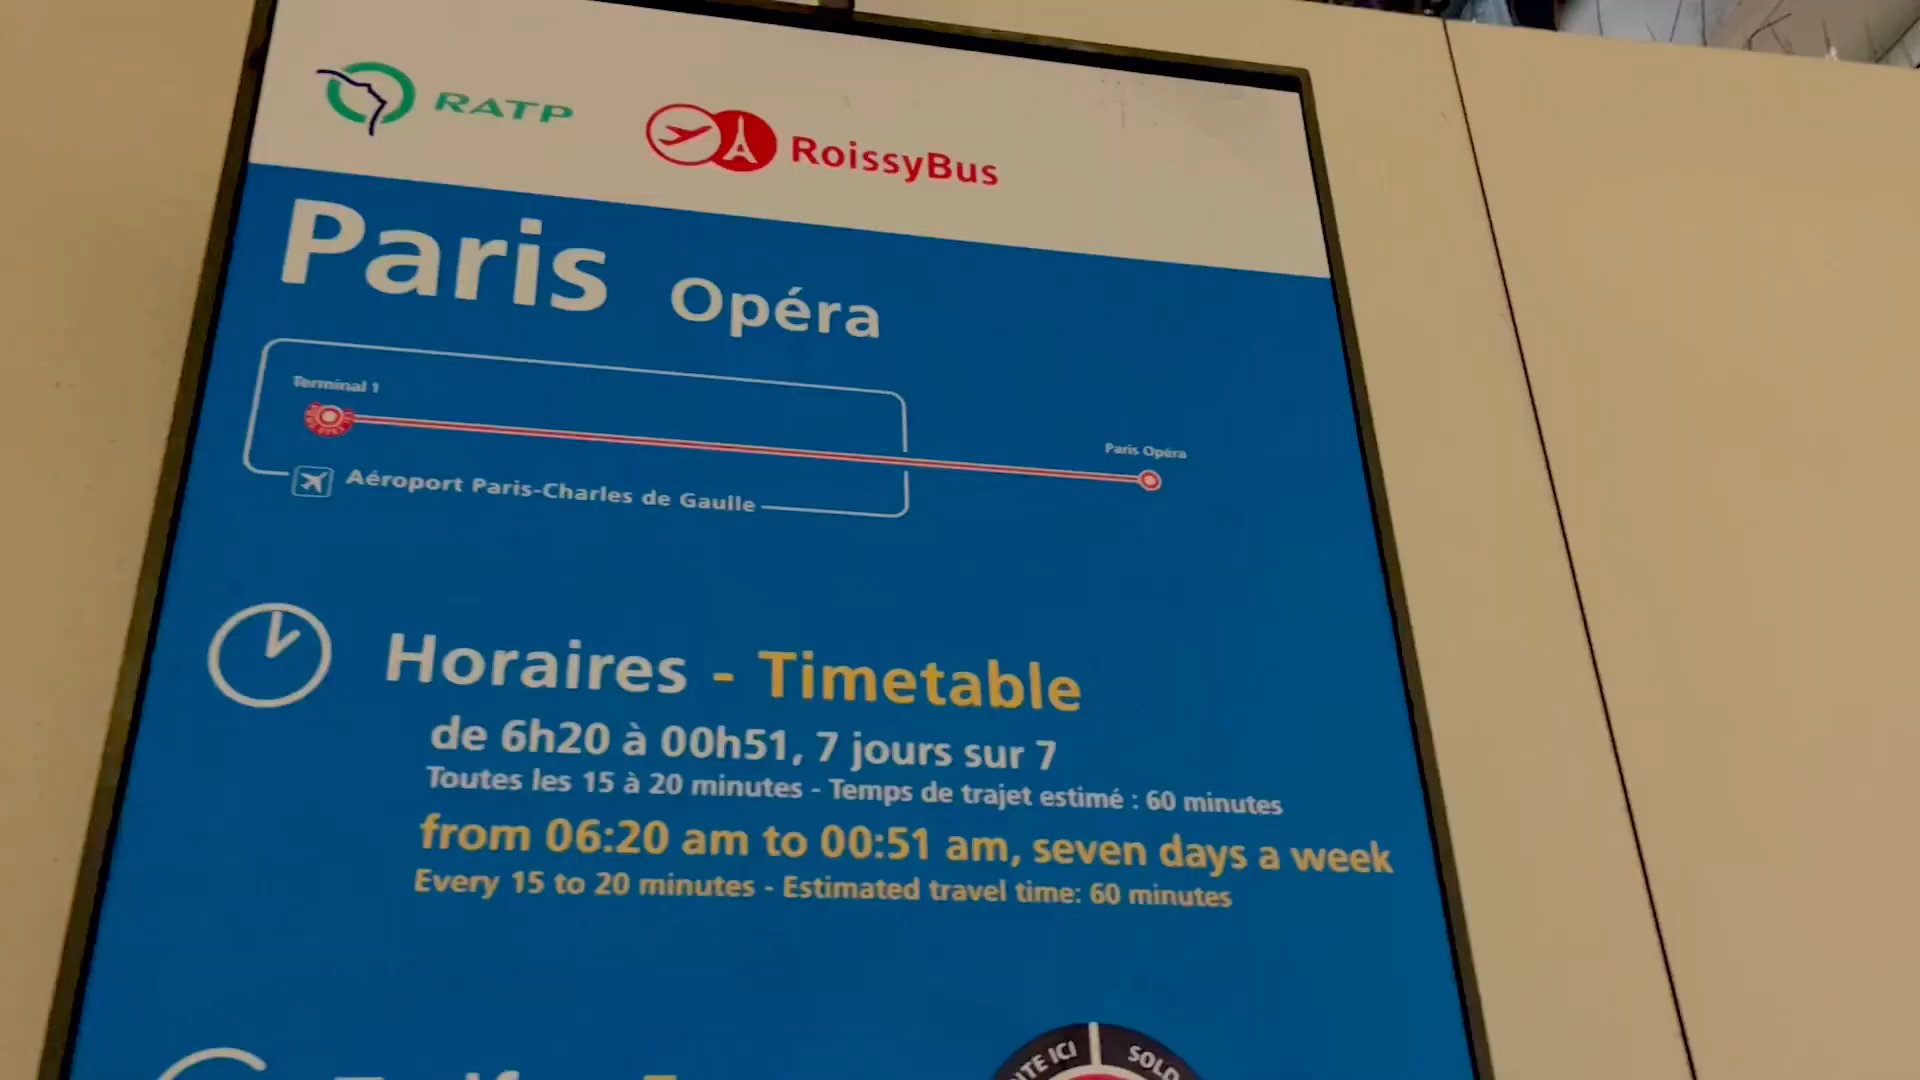 RATP
RoissyBus
Paris Opéra
Terminal 1
Paris Opéra
Aéroport Paris-Charles de Gaulle
Horaires - Timetable
de 6h20 à 00h51, 7 jours sur 7
Toutes les 15 à 20 minutes - Temps de trajet estimé : 60 minutes
from 06:20 am to 00:51 am, seven days a week
Every 15 to 20 minutes - Estimated travel time: 60 minutes
ICI